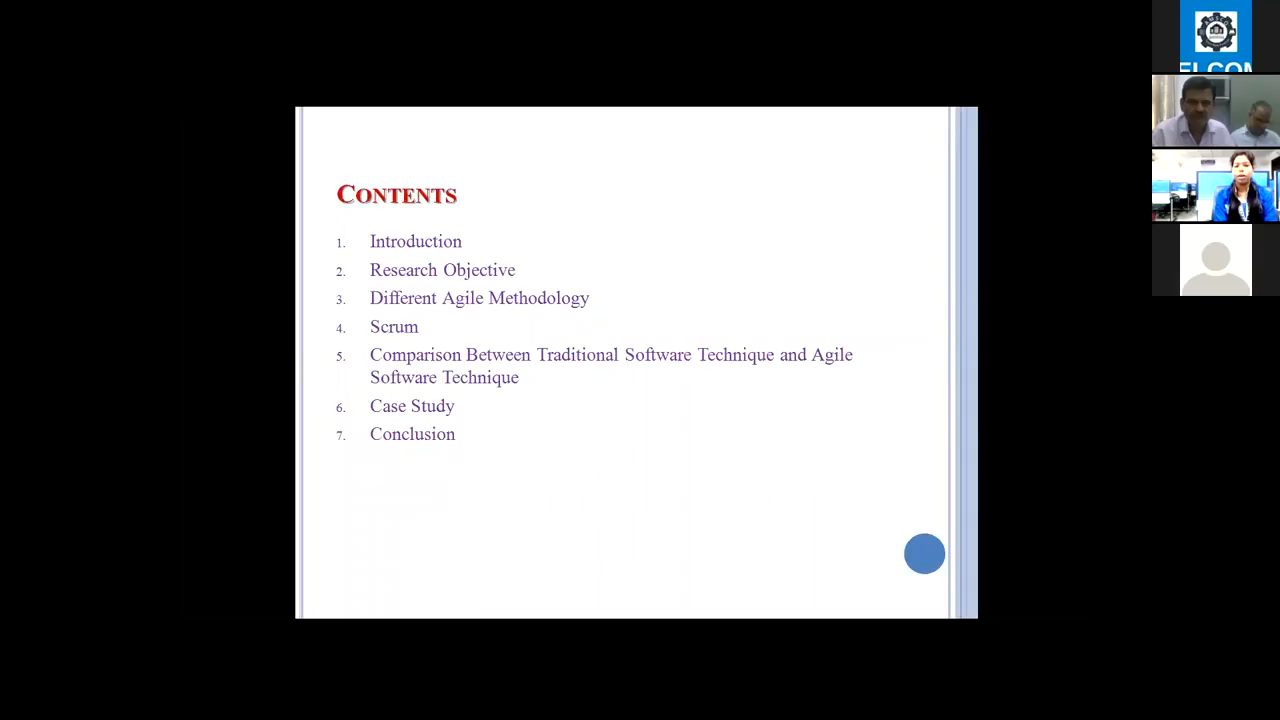 CONTENTS
1. Introduction
2. Research Objective
3. Different Agile Methodology
4. Scrum
5. Comparison Between Traditional Software Technique and Agile
Software Technique
6. Case Study
7. Conclusion